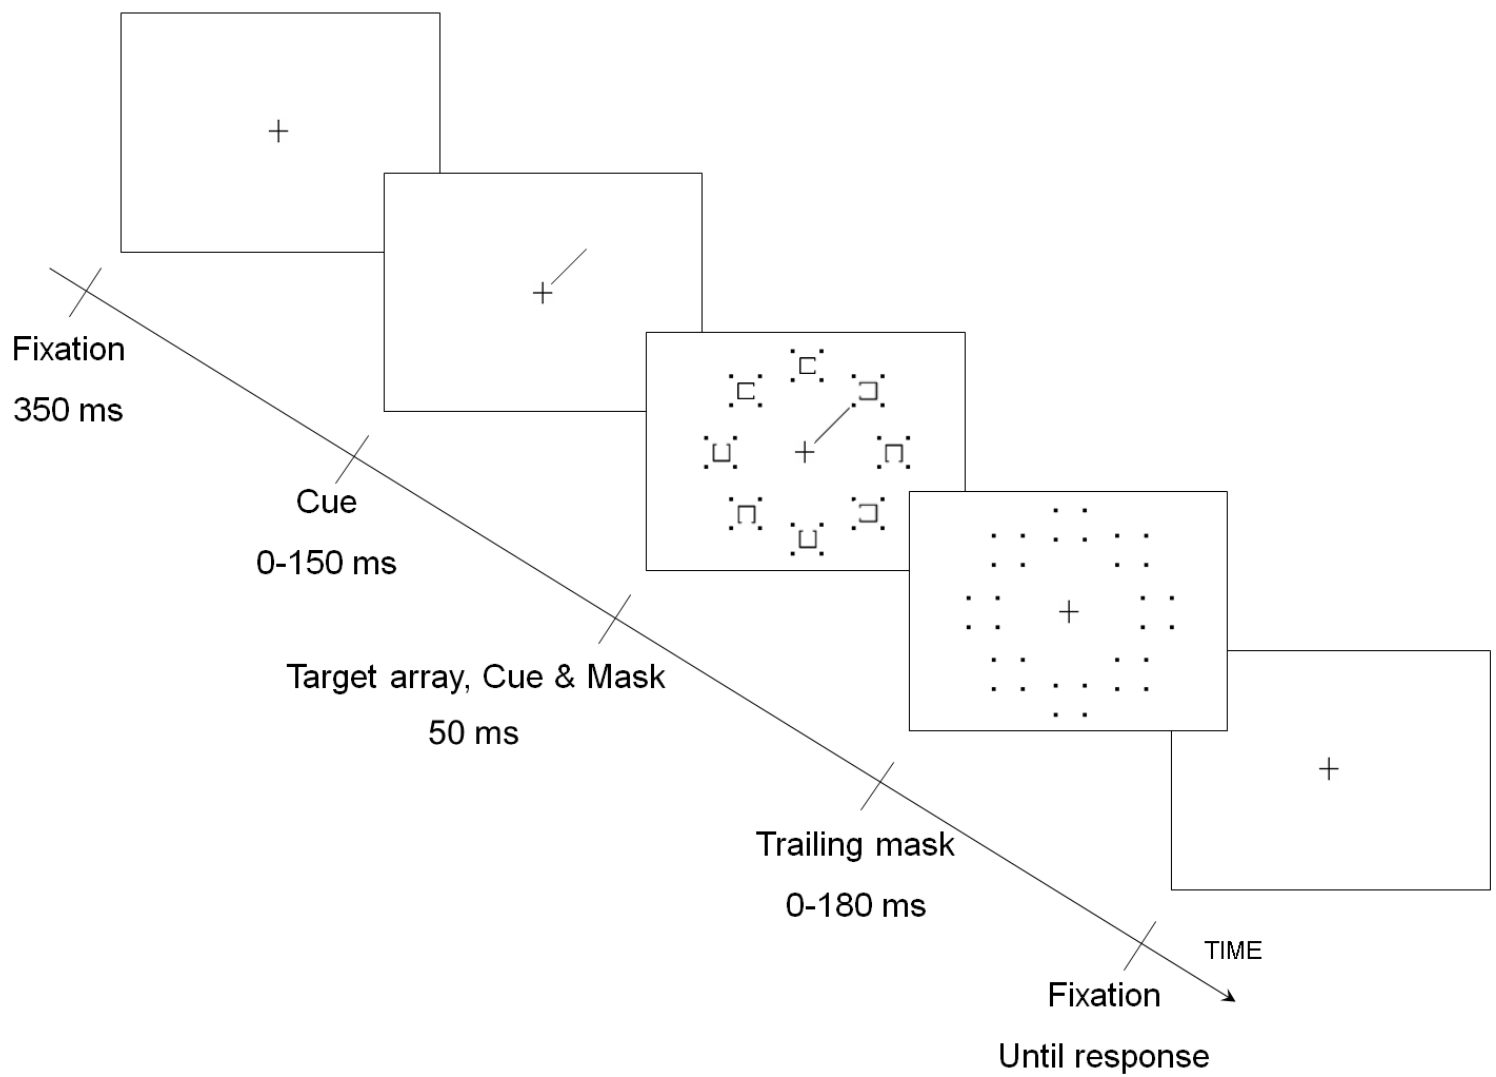 Fixation
350 ms
Cue
0-150 ms
Target array, Cue & Mask
50 ms
Trailing mask
0-180 ms
TIME
Fixation
Until response